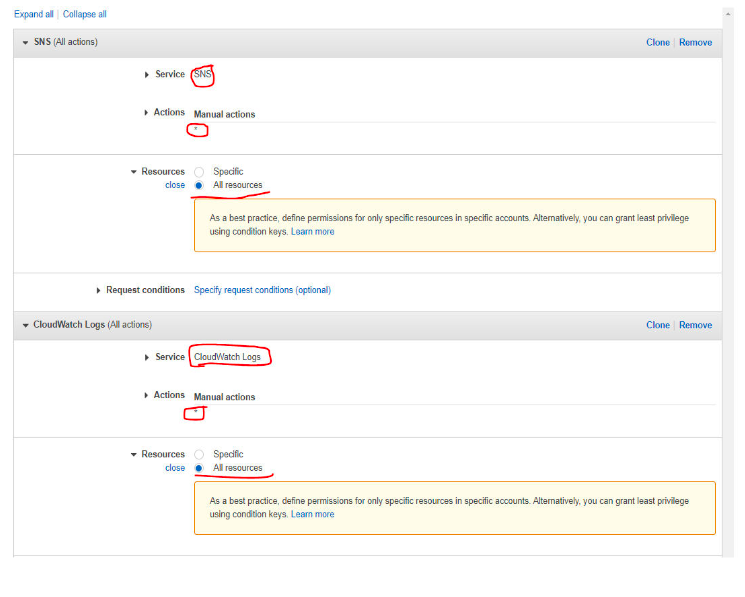 Expand all | Collapse all
SNS (All actions) Clone | Remove
Service SNS
Actions Manual actions
*
Resources Specific
close All resources
As a best practice, define permissions for only specific resources in specific accounts. Alternatively, you can grant least privilege
using condition keys. Learn more
Request conditions Specify request conditions (optional)
CloudWatch Logs (All actions) Clone | Remove
Service CloudWatch Logs
Actions Manual actions
*
Resources Specific
close All resources
As a best practice, define permissions for only specific resources in specific accounts. Alternatively, you can grant least privilege
using condition keys. Learn more